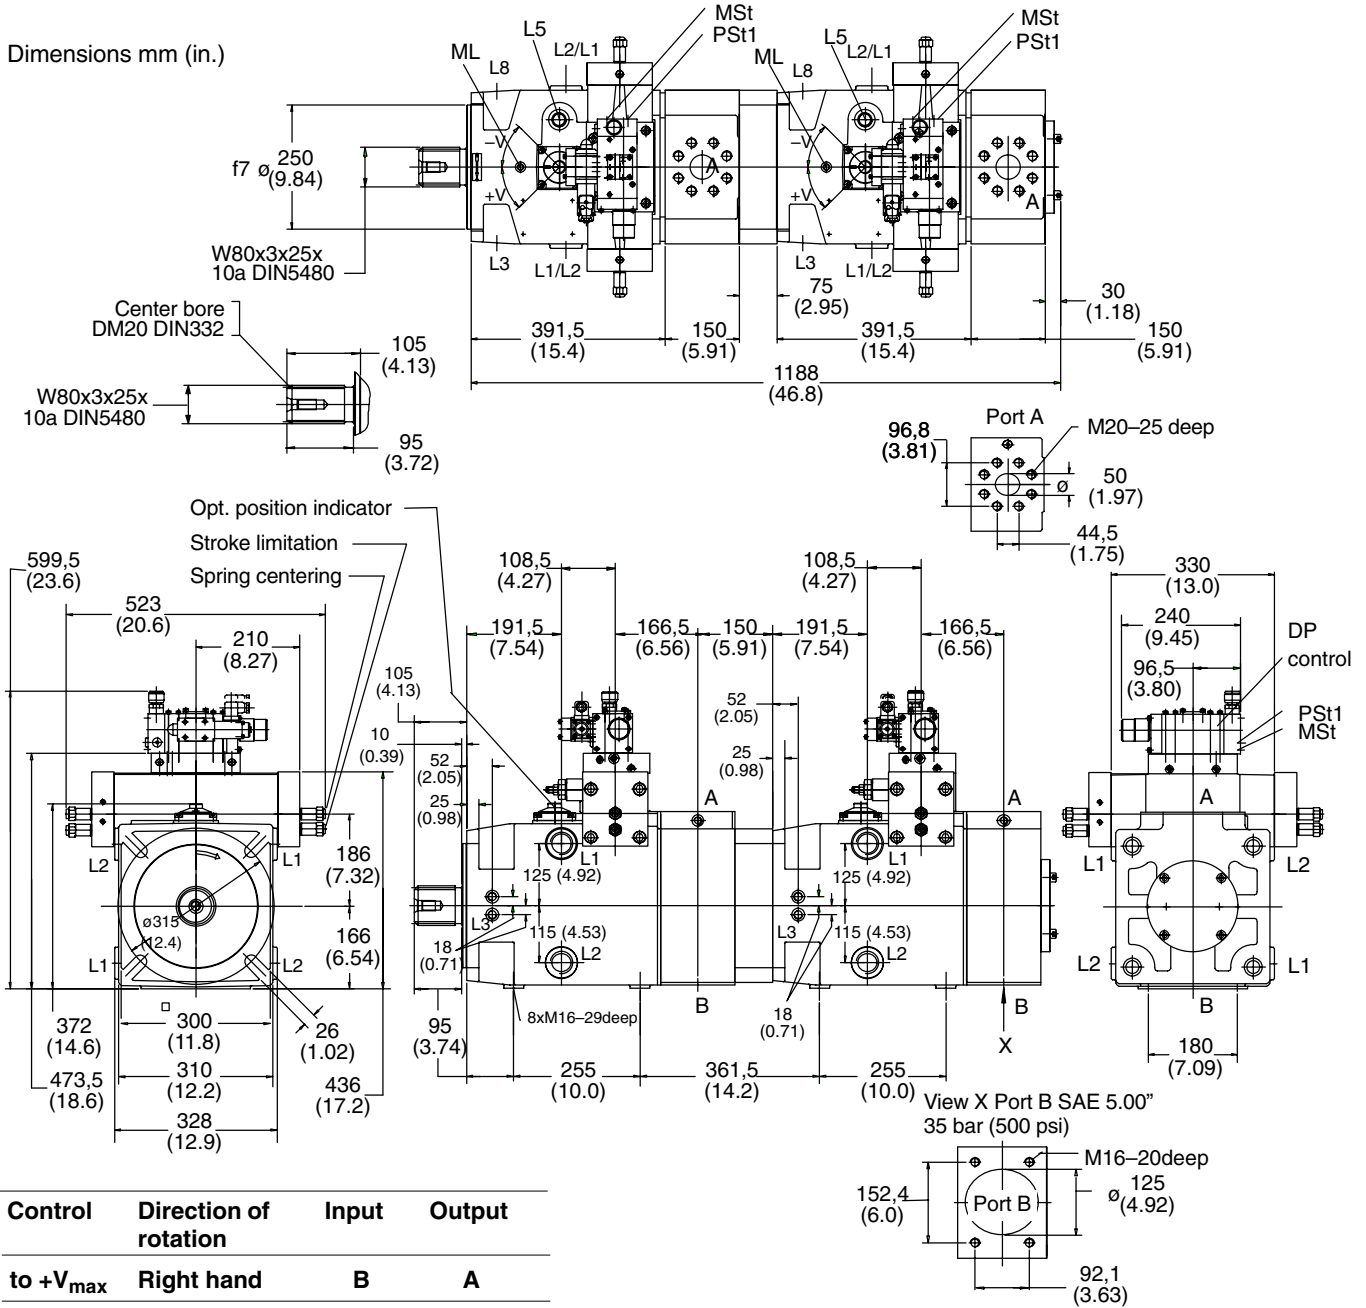 Dimensions mm (in.)
MSt
PSt1
L5
L2/L1
ML
L8
–V
+V
A
L3
L1/L2
MSt
PSt1
L5
L2/L1
ML
L8
–V
+V
A
L3
L1/L2
f7 ø 250
(9.84)
W80x3x25x
10a DIN5480
75
(2.95)
30
(1.18)
391,5
(15.4)
150
(5.91)
391,5
(15.4)
150
(5.91)
1188
(46.8)
Center bore
DM20 DIN332
105
(4.13)
W80x3x25x
10a DIN5480
95
(3.72)
Port A
96,8
(3.81)
M20–25 deep
ø 50
(1.97)
44,5
(1.75)
Opt. position indicator
Stroke limitation
Spring centering
599,5
(23.6)
523
(20.6)
210
(8.27)
L2
L1
ø315
(12.4)
L1
L2
186
(7.32)
166
(6.54)
372
(14.6)
300
(11.8)
26
(1.02)
473,5
(18.6)
310
(12.2)
436
(17.2)
328
(12.9)
108,5
(4.27)
108,5
(4.27)
191,5
(7.54)
166,5
(6.56)
150
(5.91)
191,5
(7.54)
166,5
(6.56)
105
(4.13)
10
(0.39)
52
(2.05)
25
(0.98)
52
(2.05)
25
(0.98)
A
A
L1
125 (4.92)
L1
125 (4.92)
L3
115 (4.53)
L2
L3
115 (4.53)
L2
18
(0.71)
18
(0.71)
8xM16–29deep
B
B
X
95
(3.74)
255
(10.0)
361,5
(14.2)
255
(10.0)
330
(13.0)
240
(9.45)
96,5
(3.80)
DP
control
PSt1
MSt
A
L1
L2
L2
L1
B
180
(7.09)
View X Port B SAE 5.00”
35 bar (500 psi)
M16–20deep
152,4
(6.0)
Port B
ø 125
(4.92)
92,1
(3.63)
Control Direction of rotation Input Output
to +Vmax Right hand B A